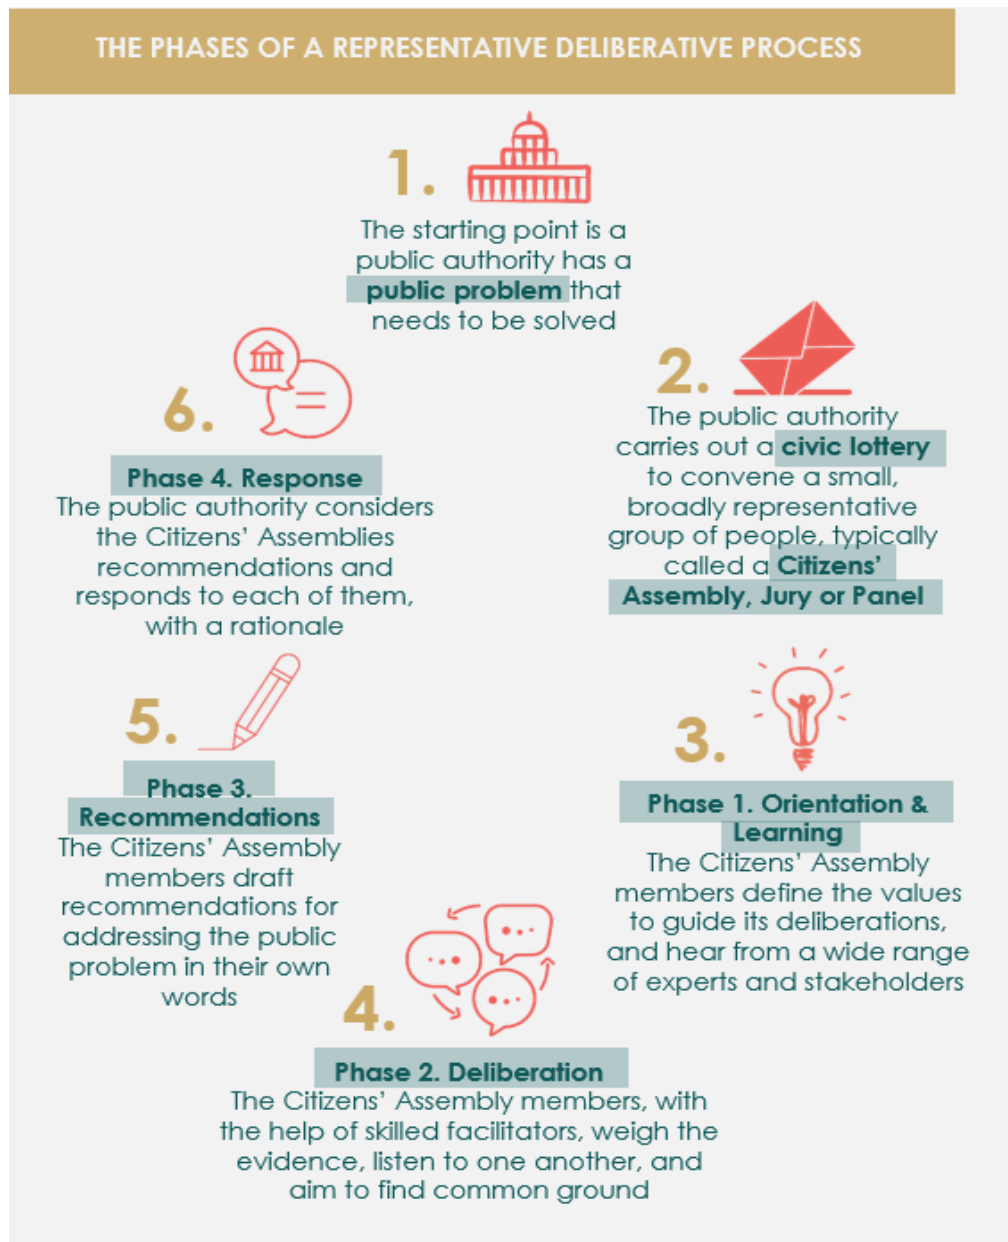 THE PHASES OF A REPRESENTATIVE DELIBERATIVE PROCESS
1.
The starting point is a
public authority has a
public problem that
needs to be solved
2.
The public authority
carries out a civic lottery
to convene a small,
broadly representative
group of people, typically
called a Citizens'
Assembly, Jury or Panel
3.
Phase 1. Orientation &
Learning
The Citizens' Assembly
members define the values
to guide its deliberations,
and hear from a wide range
of experts and stakeholders
4.
Phase 2. Deliberation
The Citizens' Assembly members, with
the help of skilled facilitators, weigh the
evidence, listen to one another, and
aim to find common ground
5.
Phase 3.
Recommendations
The Citizens' Assembly
members draft
recommendations for
addressing the public
problem in their own
words
6.
Phase 4. Response
The public authority considers
the Citizens' Assemblies
recommendations and
responds to each of them,
with a rationale